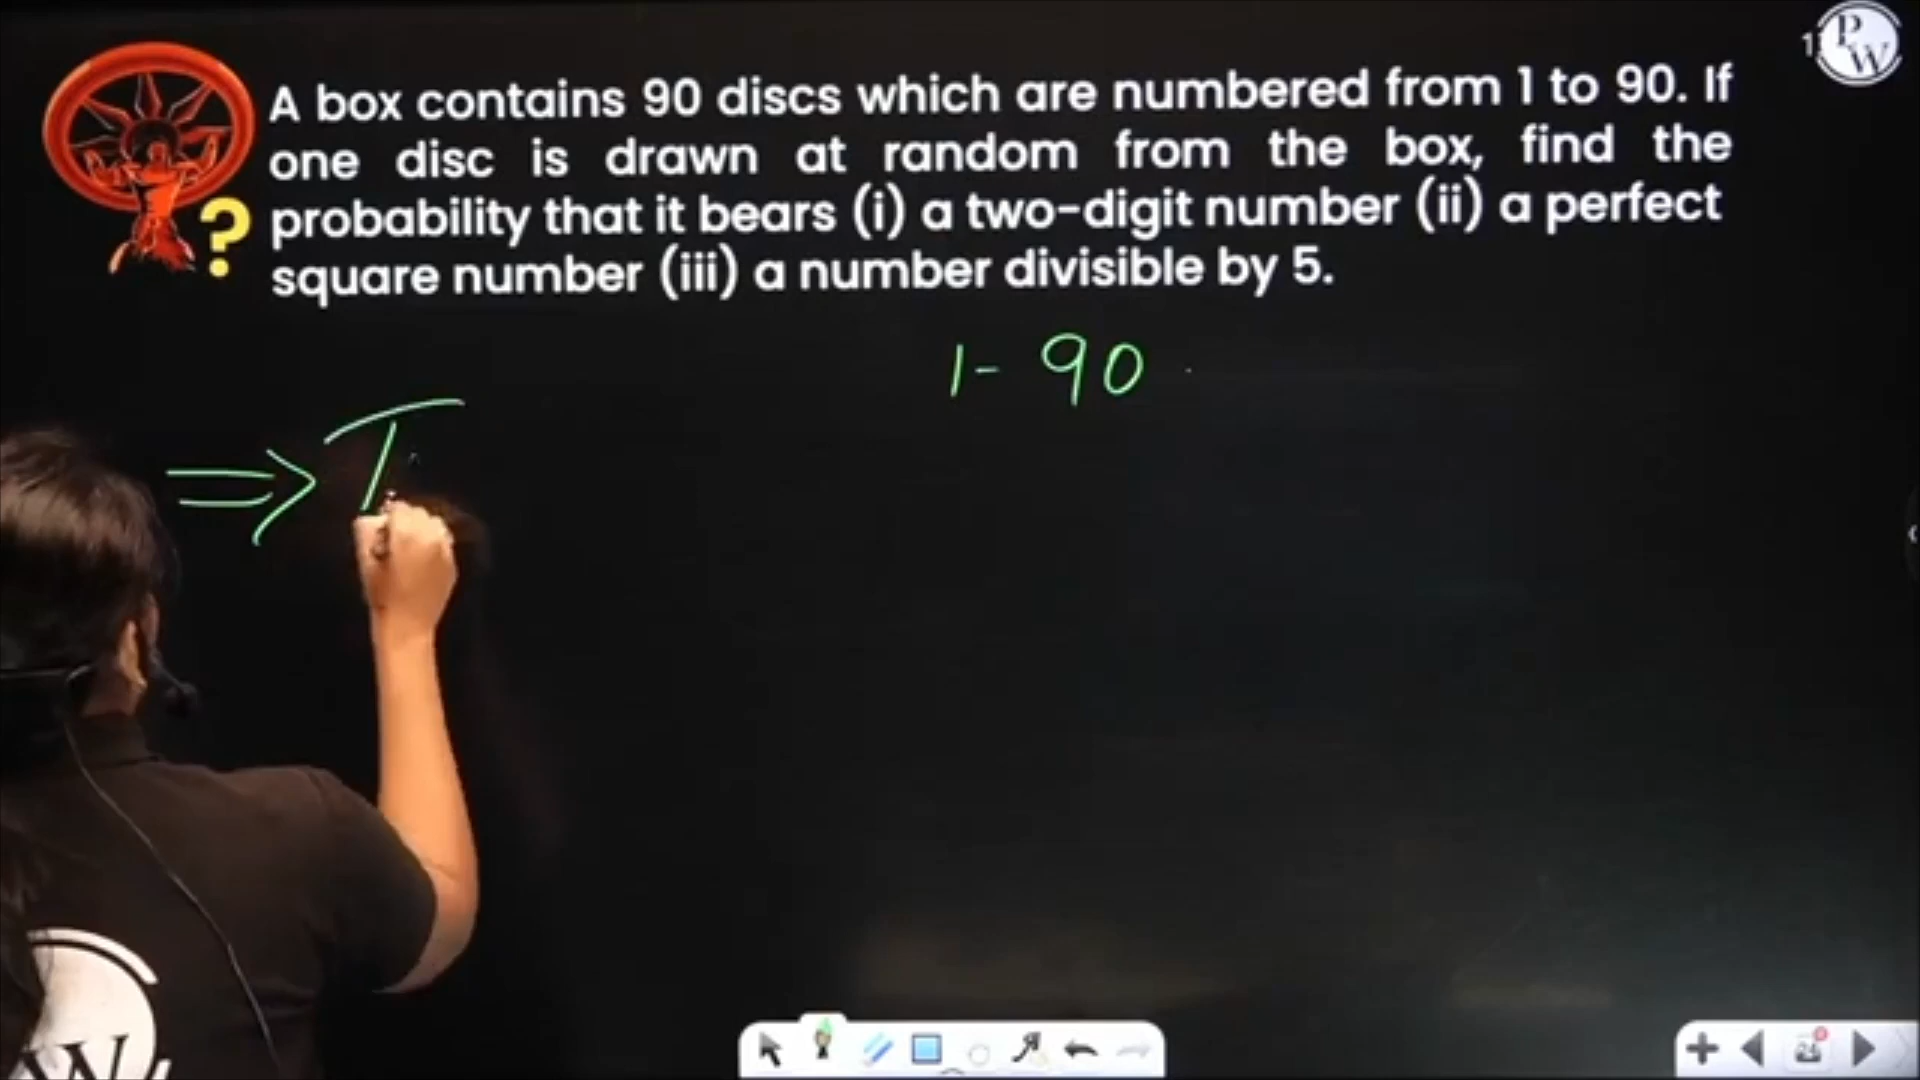 A box contains 90 discs which are numbered from 1 to 90. If
one disc is drawn at random from the box, find the
probability that it bears (i) a two-digit number (ii) a perfect
square number (iii) a number divisible by 5.
1 - 90
⇒ T
?
PW
W